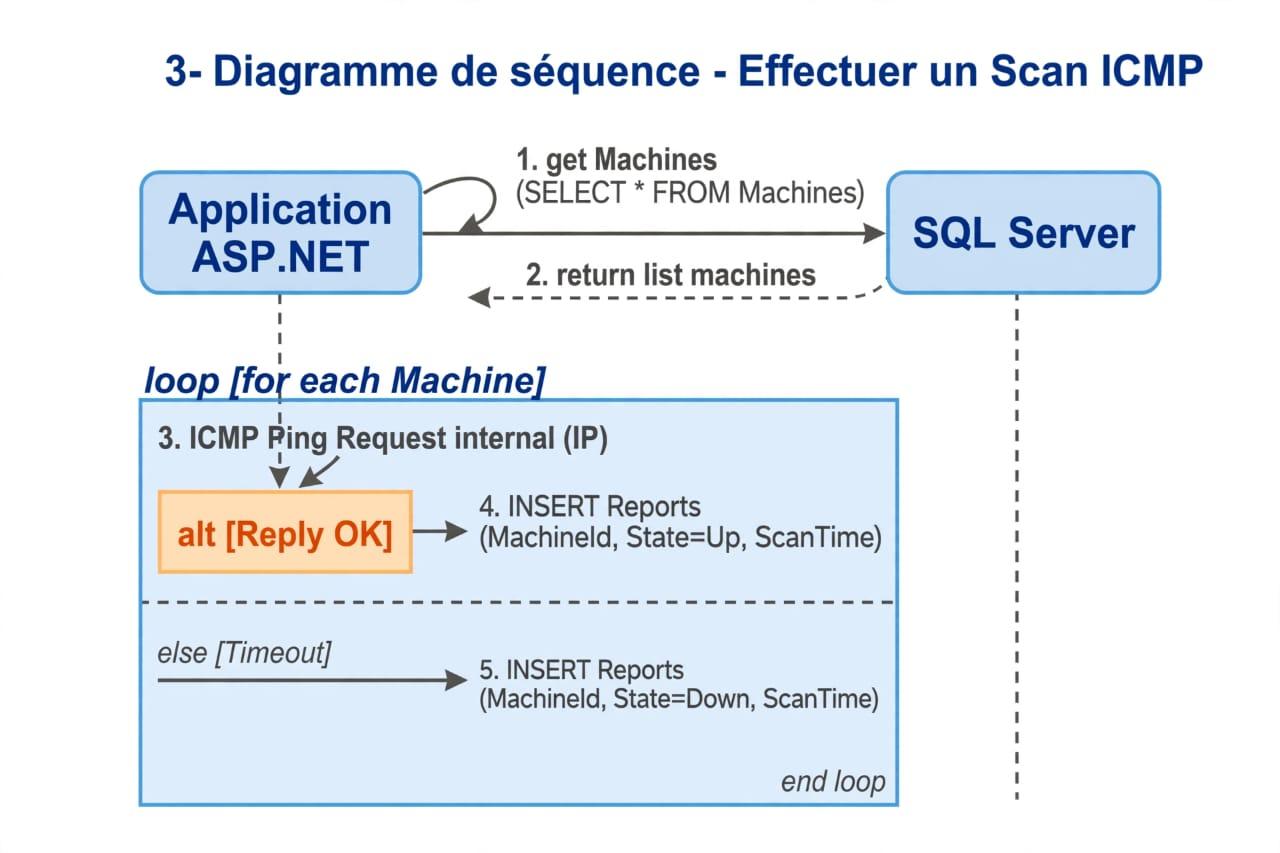 3- Diagramme de séquence - Effectuer un Scan ICMP
1. get Machines
(SELECT * FROM Machines)
Application
ASP.NET
SQL Server
2. return list machines
loop [for each Machine]
3. ICMP Ping Request internal (IP)
alt [Reply OK]
4. INSERT Reports
(MachineId, State=Up, ScanTime)
else [Timeout]
5. INSERT Reports
(MachineId, State=Down, ScanTime)
end loop